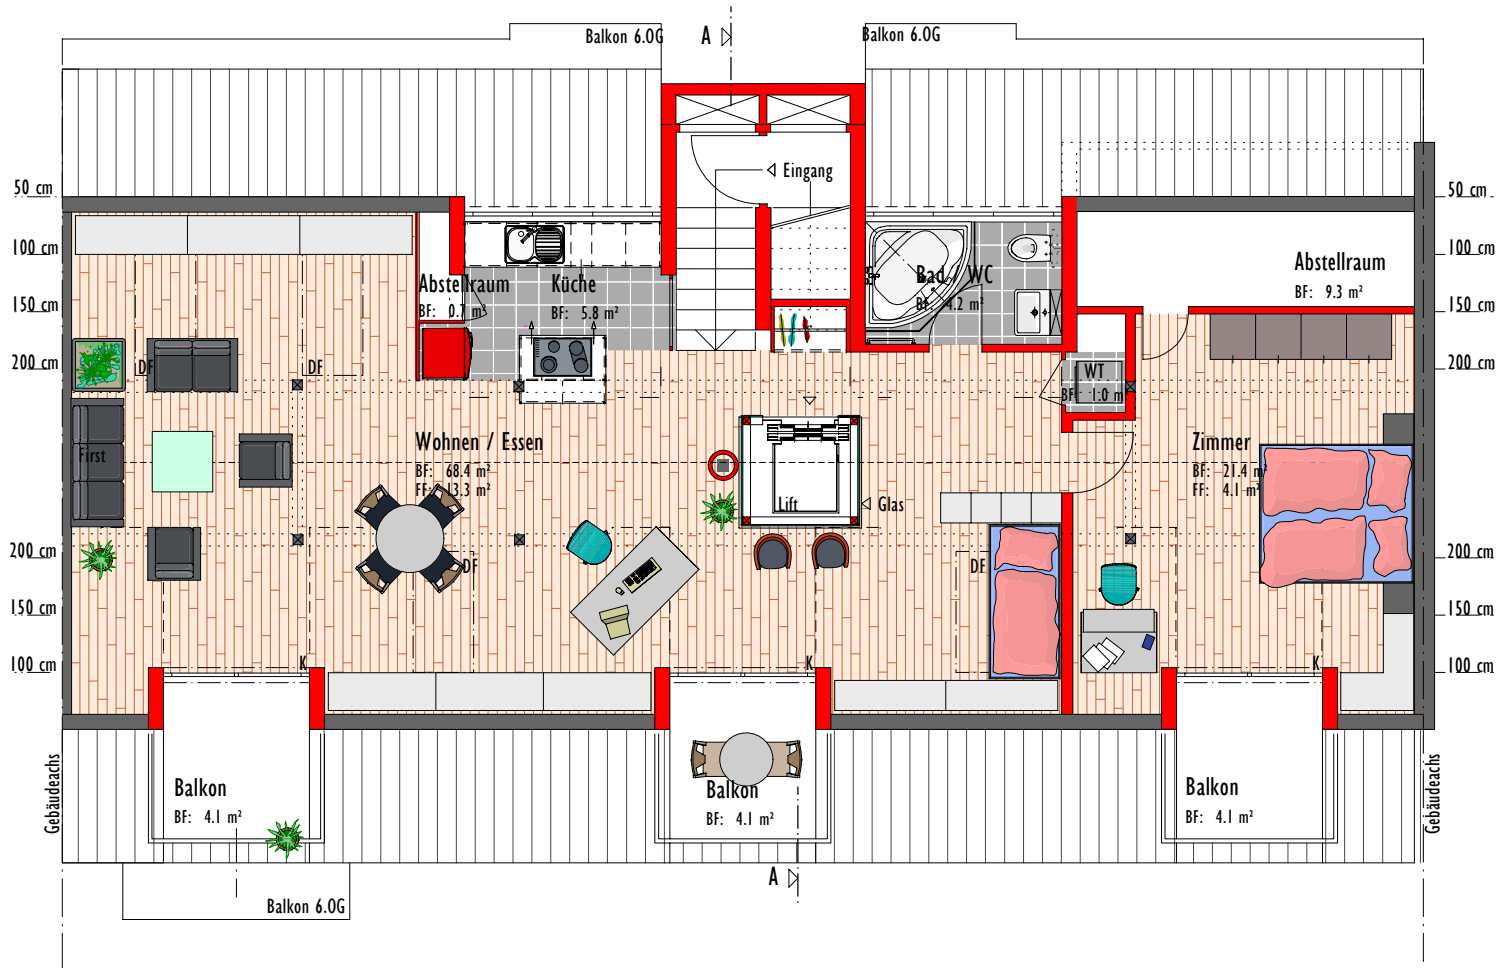 Balkon 6.OG
A
Balkon 6.OG
Eingang
50 cm
100 cm
150 cm
200 cm
50 cm
100 cm
150 cm
200 cm
Abstellraum
BF: 0.7 m²
Küche
BF: 5.8 m²
Bad / WC
BF: 4.2 m²
Abstellraum
BF: 9.3 m²
DF
DF
WT
BF: 1.0 m²
First
Wohnen / Essen
BF: 68.4 m²
FF: 13.3 m²
Lift
Glas
Zimmer
BF: 21.4 m²
FF: 4.1 m²
DF
DF
200 cm
150 cm
100 cm
200 cm
150 cm
100 cm
K
K
K
Gebäudeachs
Balkon
BF: 4.1 m²
Balkon
BF: 4.1 m²
Balkon
BF: 4.1 m²
Gebäudeachs
A
Balkon 6.OG